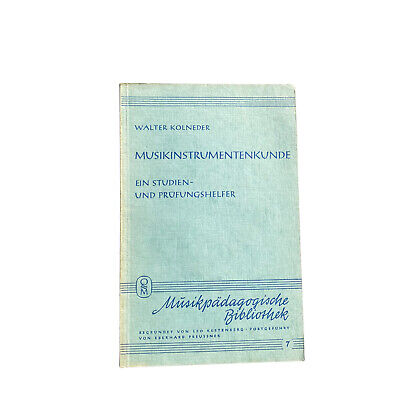 WALTER KOLNEDER
MUSIKINSTRUMENTENKUNDE
EIN STUDIEN-
UND PRÜFUNGSHELFER
Musikpädagogische
Bibliothek
BEGRÜNDET VON LEO KESTENBERG · FORTGEFÜHRT
VON EBERHARD PREUSSNER
7